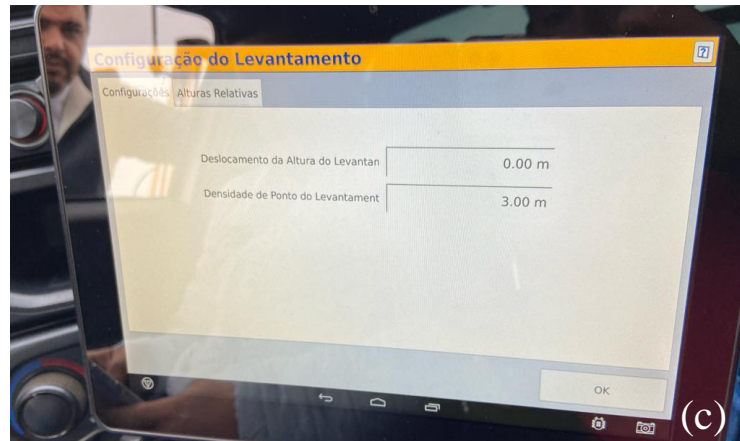 Configuração do Levantamento
Configurações Alturas Relativas
Deslocamento da Altura do Levantan 0.00 m
Densidade de Ponto do Levantament 3.00 m
OK
(c)